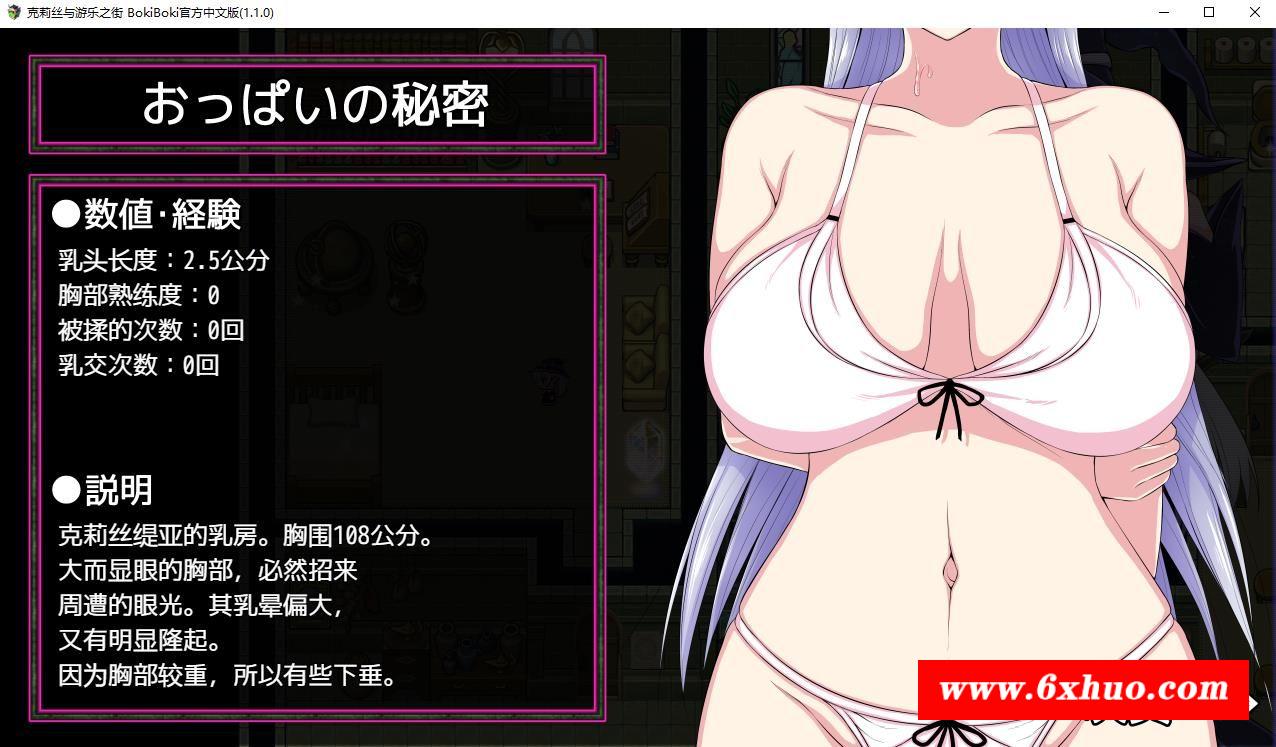 克莉丝与游乐之街 BokiBoki官方中文版(1.1.0)
おっぱいの秘密
●数値·経験
乳头长度：2.5公分
胸部熟练度：0
被揉的次数：0回
乳交次数：0回
●説明
克莉丝缇亚的乳房。胸围108公分。
大而显眼的胸部，必然招来
周遭的眼光。其乳晕偏大，
又有明显隆起。
因为胸部较重，所以有些下垂。
www.6xhuo.com